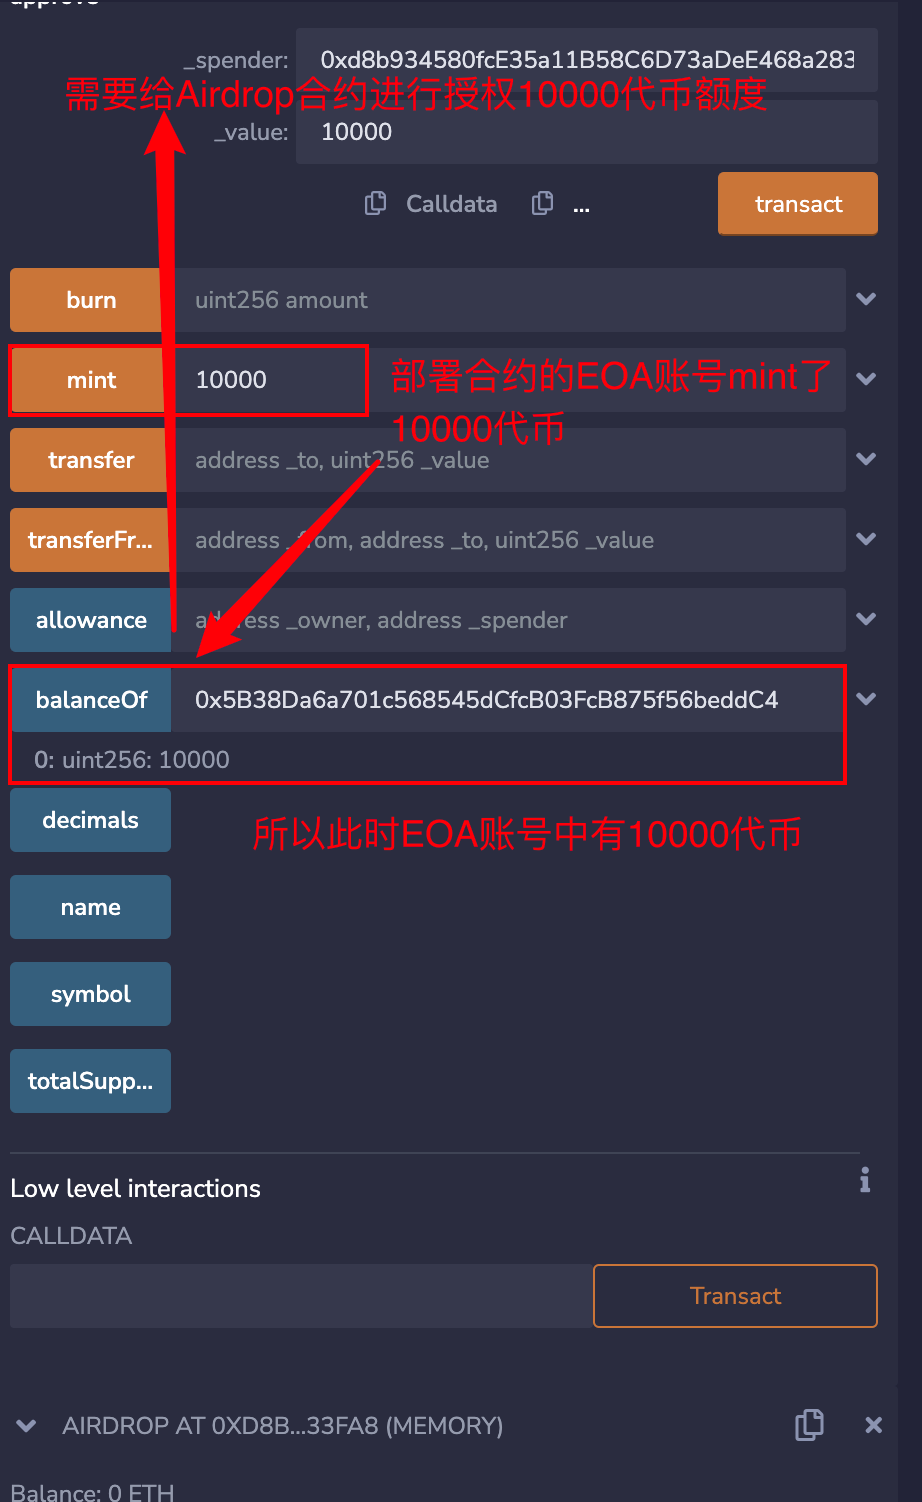 approve
_spender:
0xd8b934580fcE35a11B58C6D73aDeE468a283
需要给Airdrop合约进行授权10000代币额度
_value:
10000
Calldata
...
transact
burn
uint256 amount
mint
10000
部署合约的EOA账号mint了
10000代币
transfer
address _to, uint256 _value
transferFr...
address _from, address _to, uint256 _value
allowance
address _owner, address _spender
balanceOf
0x5B38Da6a701c568545dCfcB03FcB875f56beddC4
0: uint256: 10000
decimals
所以此时EOA账号中有10000代币
name
symbol
totalSupp...
Low level interactions
i
CALLDATA
Transact
AIRDROP AT 0XD8B...33FA8 (MEMORY)
Balance: 0 ETH